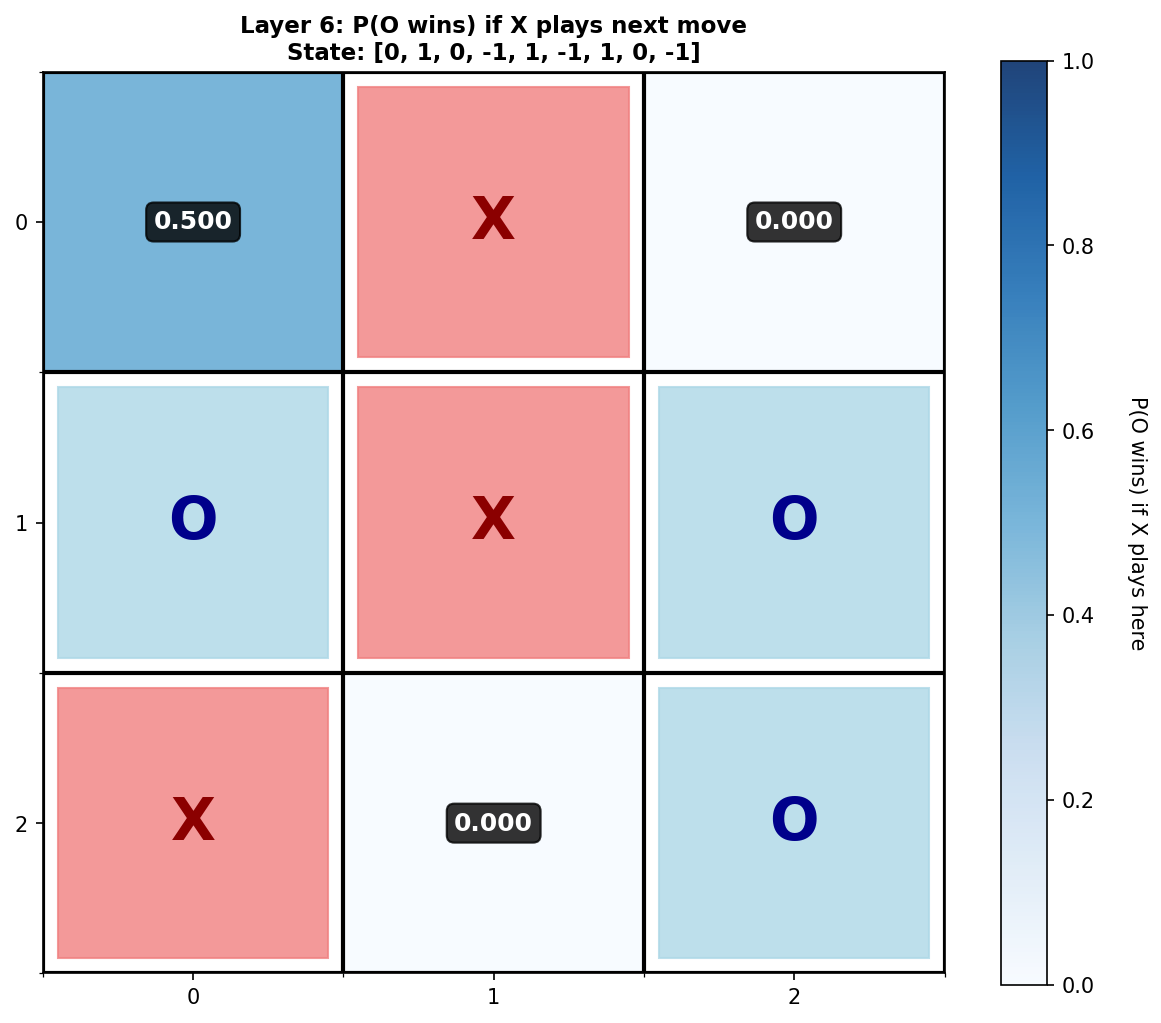 Layer 6: P(O wins) if X plays next move
State: [0, 1, 0, -1, 1, -1, 1, 0, -1]
0
0.500
X
0.000
1
O
X
O
2
X
0.000
O
0
1
2
1.0
0.8
0.6
0.4
0.2
0.0
P(O wins) if X plays here